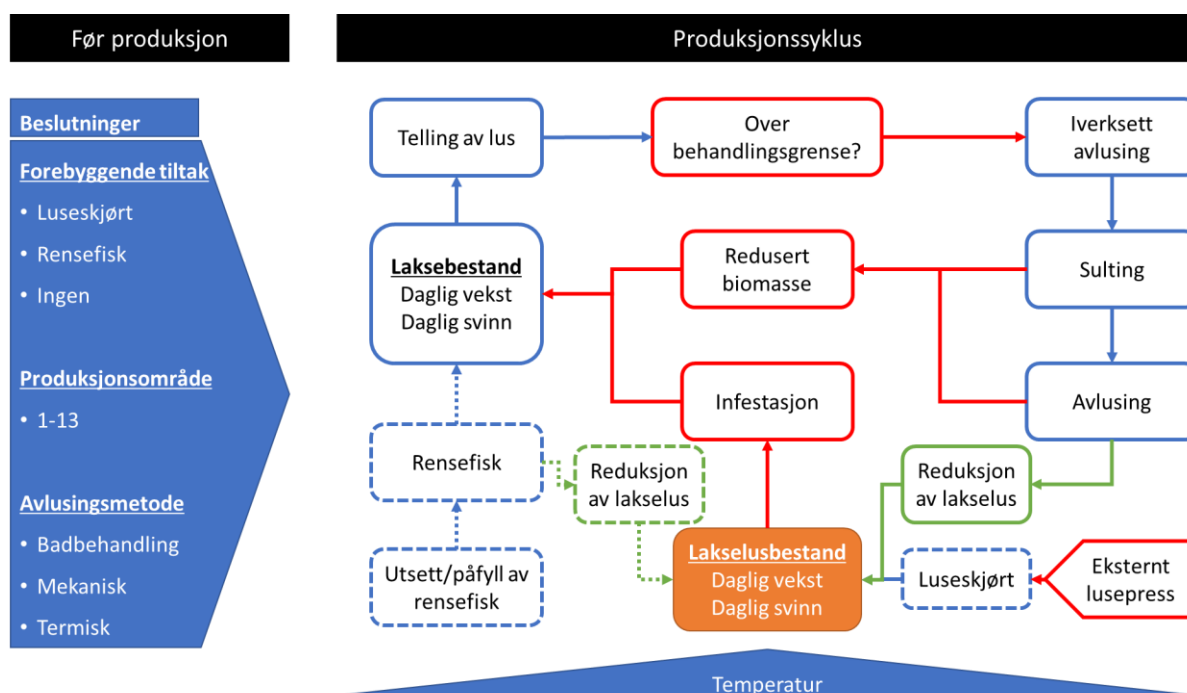 Før produksjon
Produksjonssyklus
Beslutninger
Forebyggende tiltak
• Luseskjørt
• Rensefisk
• Ingen
Produksjonsområde
• 1-13
Avlusingsmetode
• Badbehandling
• Mekanisk
• Termisk
Telling av lus
Over
behandlingsgrense?
Iverksett
avlusing
Laksebestand
Daglig vekst
Daglig svinn
Redusert
biomasse
Sulting
Infestasjon
Avlusing
Rensefisk
Reduksjon
av lakselus
Reduksjon
av lakselus
Utsett/påfyll av
rensefisk
Lakselusbestand
Daglig vekst
Daglig svinn
Luseskjørt
Eksternt
lusepress
Temperatur